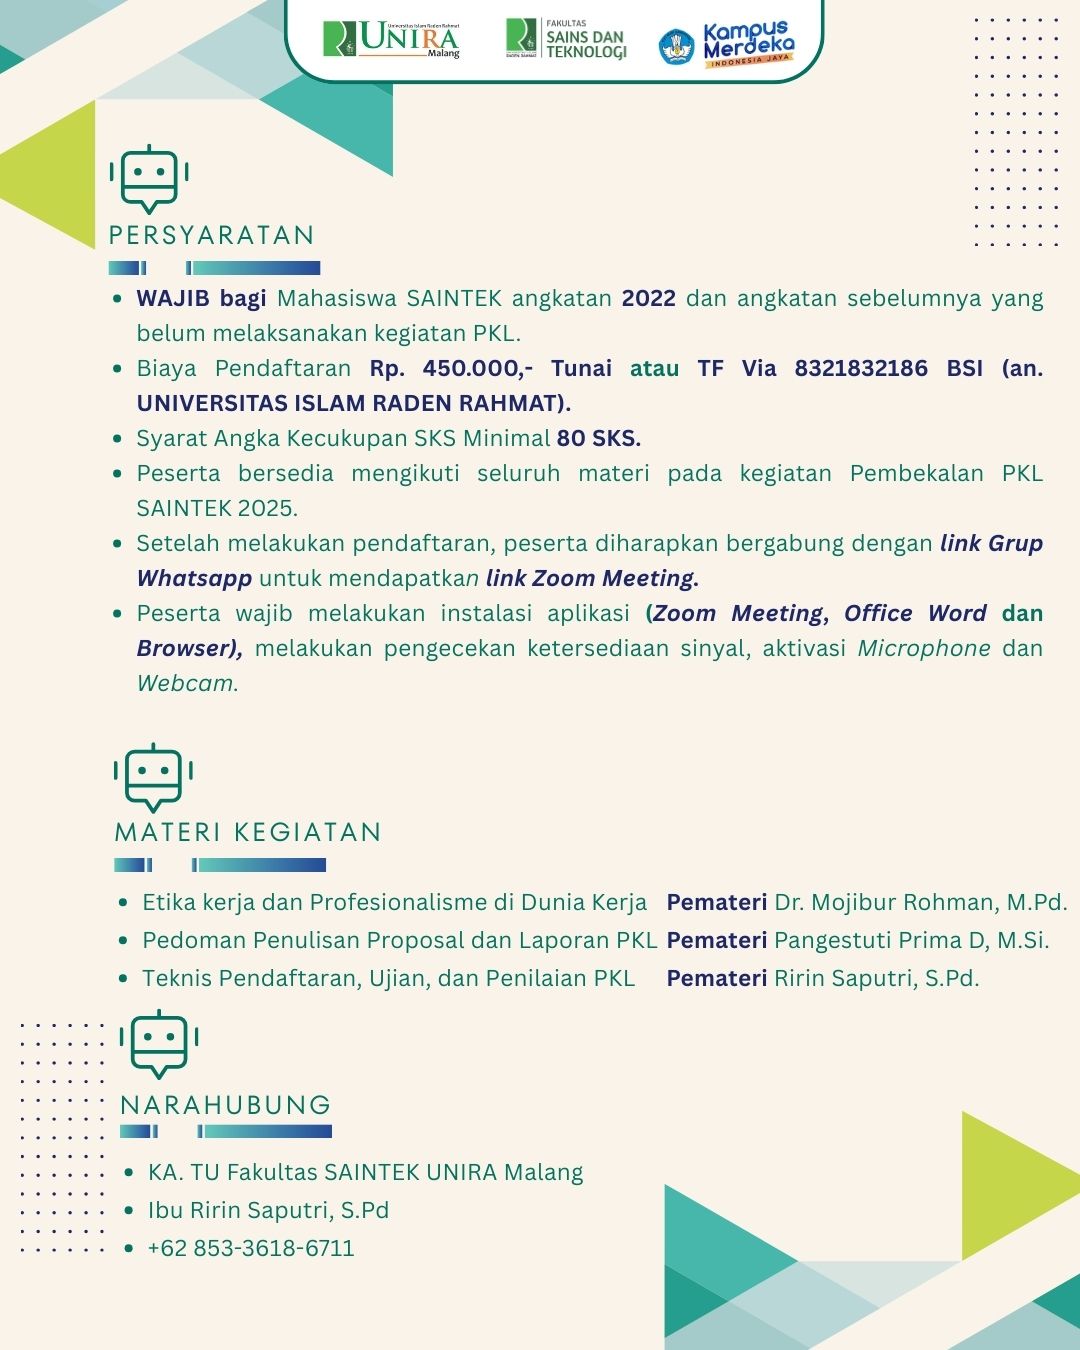 Universitas Islam Raden Rahmat
UNIRA
Malang
FAKULTAS
SAINS DAN
TEKNOLOGI
Kampus
Merdeka
INDONESIA JAYA
PERSYARATAN
• WAJIB bagi Mahasiswa SAINTEK angkatan 2022 dan angkatan sebelumnya yang
belum melaksanakan kegiatan PKL.
• Biaya Pendaftaran Rp. 450.000,- Tunai atau TF Via 8321832186 BSI (an.
UNIVERSITAS ISLAM RADEN RAHMAT).
• Syarat Angka Kecukupan SKS Minimal 80 SKS.
• Peserta bersedia mengikuti seluruh materi pada kegiatan Pembekalan PKL
SAINTEK 2025.
• Setelah melakukan pendaftaran, peserta diharapkan bergabung dengan link Grup
Whatsapp untuk mendapatkan link Zoom Meeting.
• Peserta wajib melakukan instalasi aplikasi (Zoom Meeting, Office Word dan
Browser), melakukan pengecekan ketersediaan sinyal, aktivasi Microphone dan
Webcam.
MATERI KEGIATAN
• Etika kerja dan Profesionalisme di Dunia Kerja Pemateri Dr. Mojibur Rohman, M.Pd.
• Pedoman Penulisan Proposal dan Laporan PKL Pemateri Pangestuti Prima D, M.Si.
• Teknis Pendaftaran, Ujian, dan Penilaian PKL Pemateri Ririn Saputri, S.Pd.
NARAHUBUNG
• KA. TU Fakultas SAINTEK UNIRA Malang
• Ibu Ririn Saputri, S.Pd
• +62 853-3618-6711